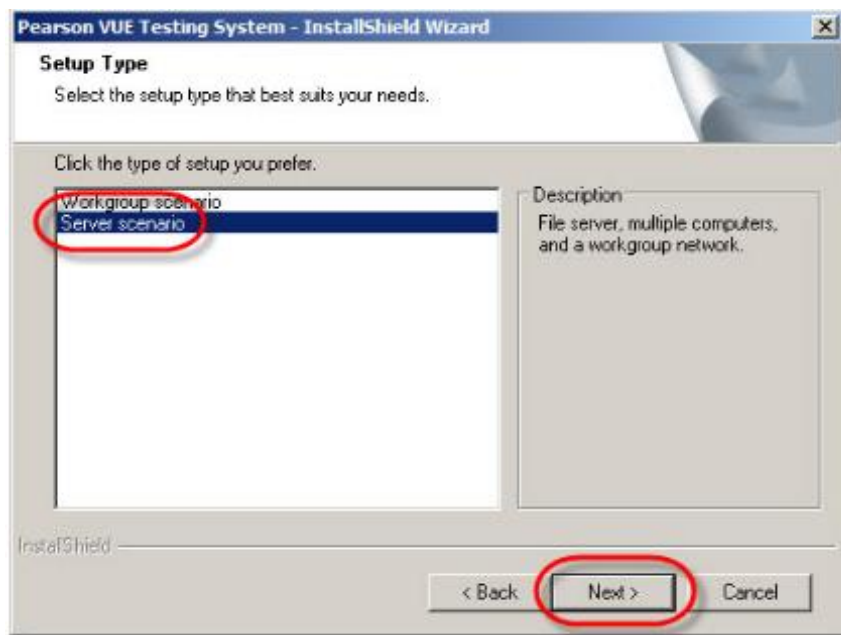 Pearson VUE Testing System - InstallShield Wizard
Setup Type
Select the setup type that best suits your needs.
Click the type of setup you prefer.
Workgroup scenario
Server scenario
Description
File server, multiple computers,
and a workgroup network.
InstallShield
< Back
Next >
Cancel